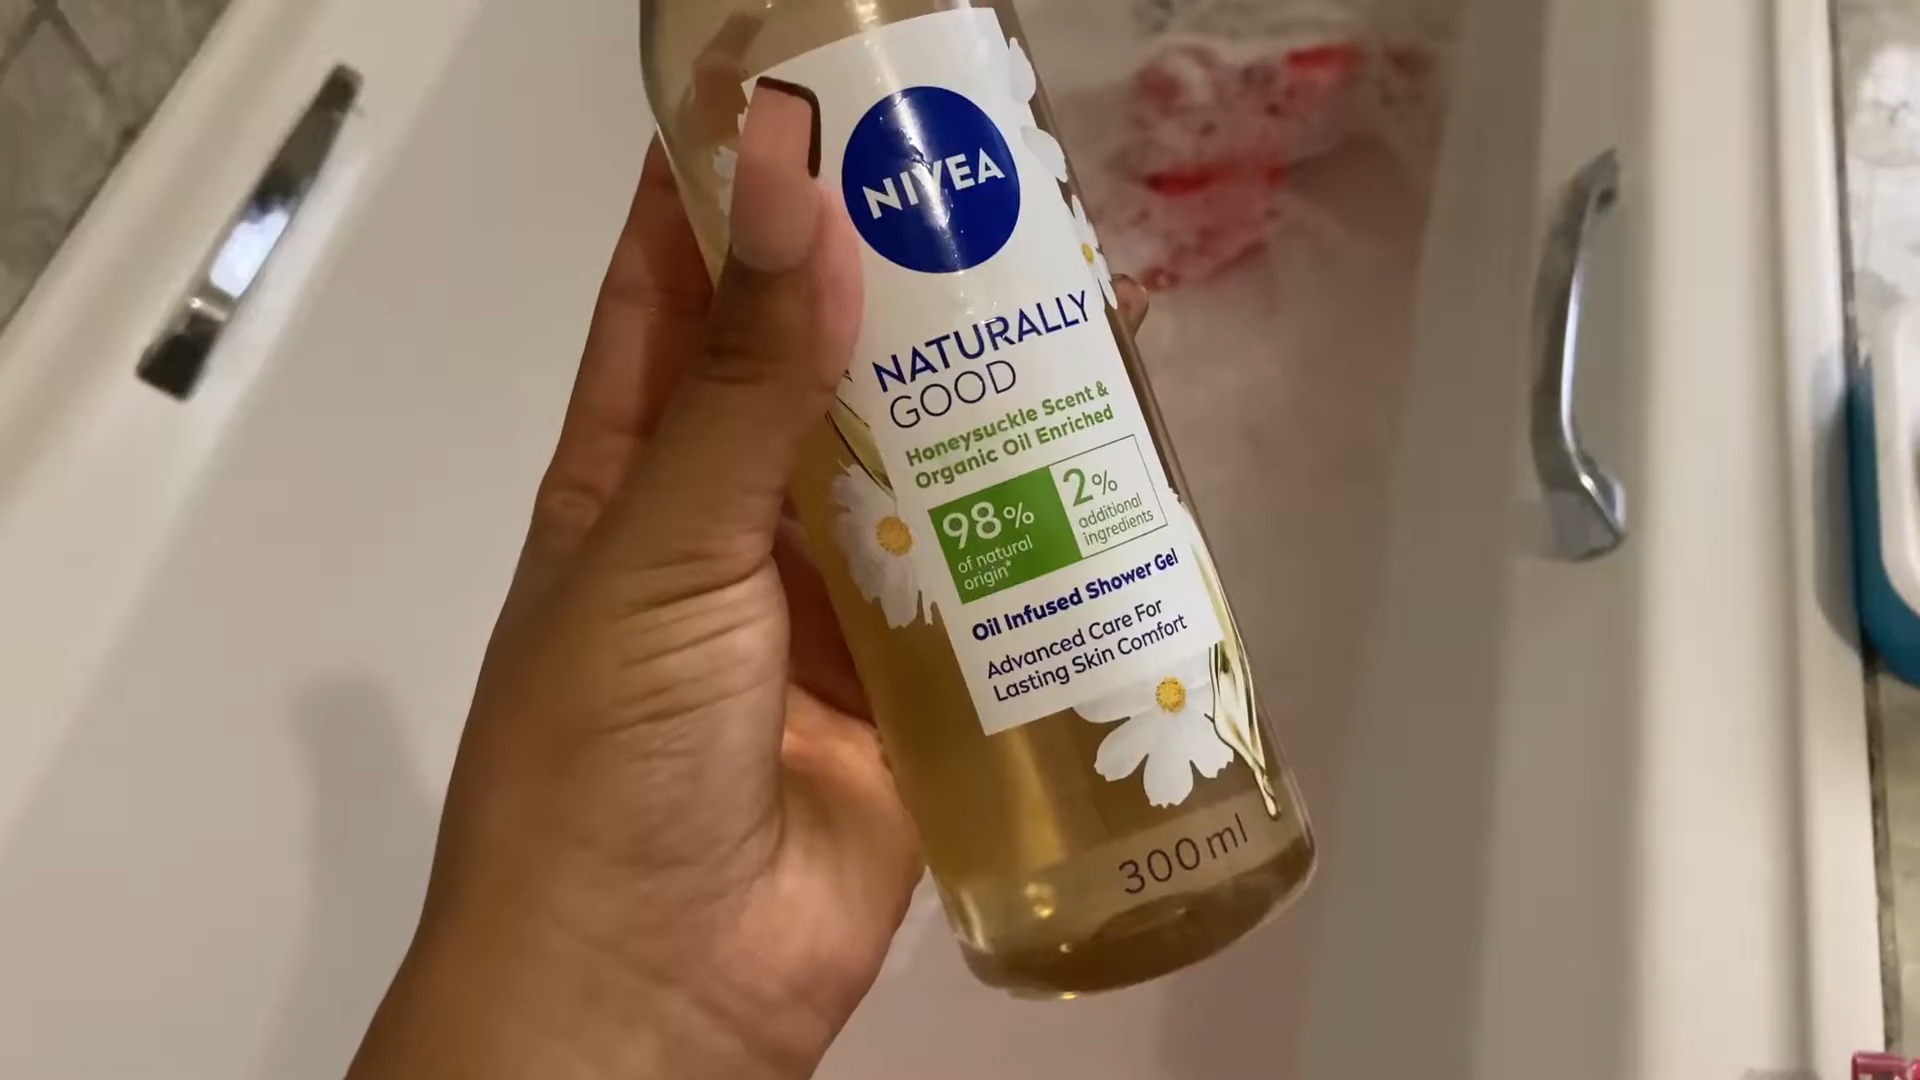 NIVEA
NATURALLY
GOOD
Honeysuckle Scent &
Organic Oil Enriched
98%
of natural
origin*
2%
additional
ingredients
Oil Infused Shower Gel
Advanced Care For
Lasting Skin Comfort
300 ml